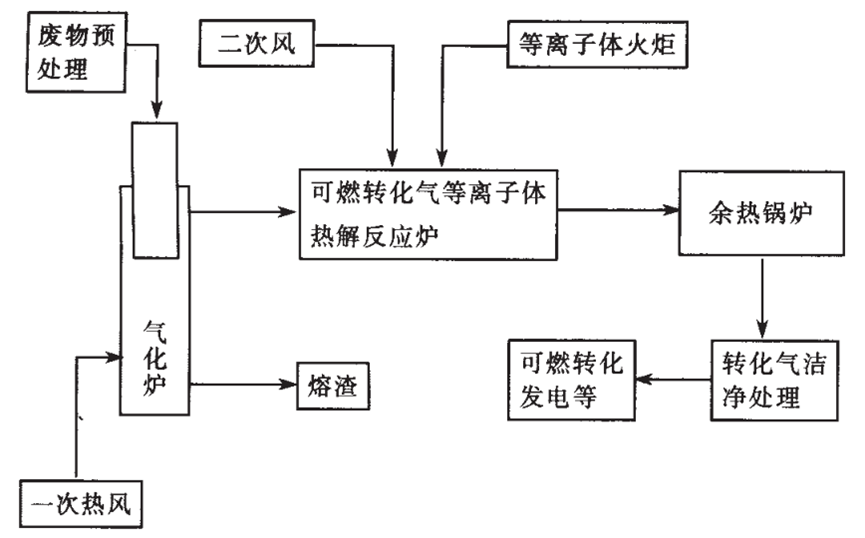 废物预
处理
二次风
等离子体火炬
可燃转化气等离子体
热解反应炉
余热锅炉
气
化
炉
熔渣
可燃转化
发电等
转化气洁
净处理
一次热风